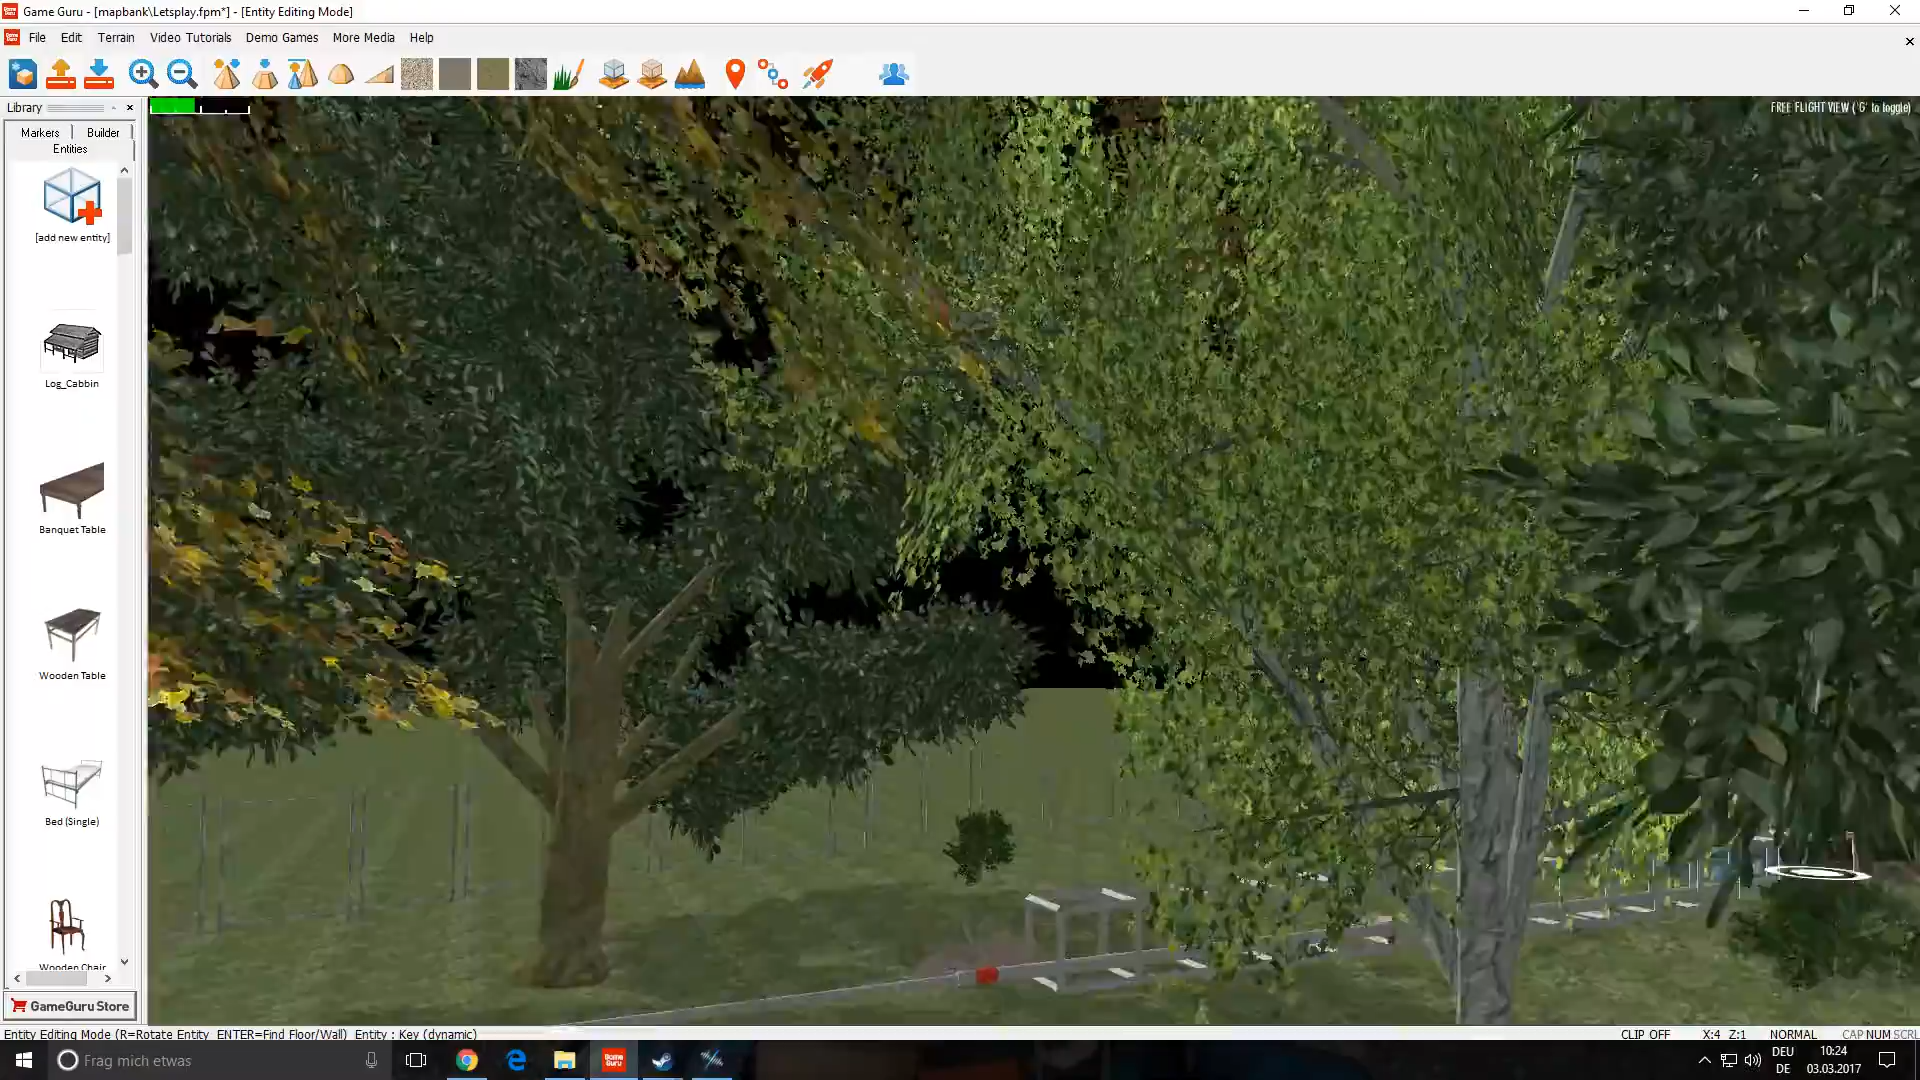 Game Guru - [mapbank\Letsplay.fpm*] - [Entity Editing Mode]
File Edit Terrain Video Tutorials Demo Games More Media Help
Library
Markers Builder
Entities
FREE FLIGHT VIEW ('G' to toggle)
[add new entity]
Log_Cabbin
Banquet Table
Wooden Table
Bed (Single)
Wooden Chair
GameGuru Store
Entity Editing Mode (R=Rotate Entity ENTER=Find Floor/Wall) Entity : Key (dynamic)
CLIP OFF X:4 Z:1 NORMAL CAP NUM SCRL
Frag mich etwas
Game Guru
DEU
DE
10:24
03.03.2017